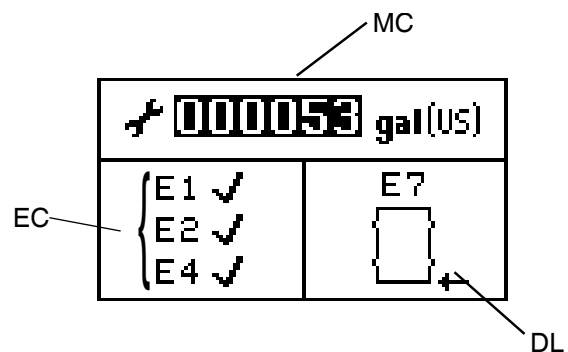 MC
000053 gal(US)
E1 ✓
E2 ✓
E4 ✓
E7
EC
DL